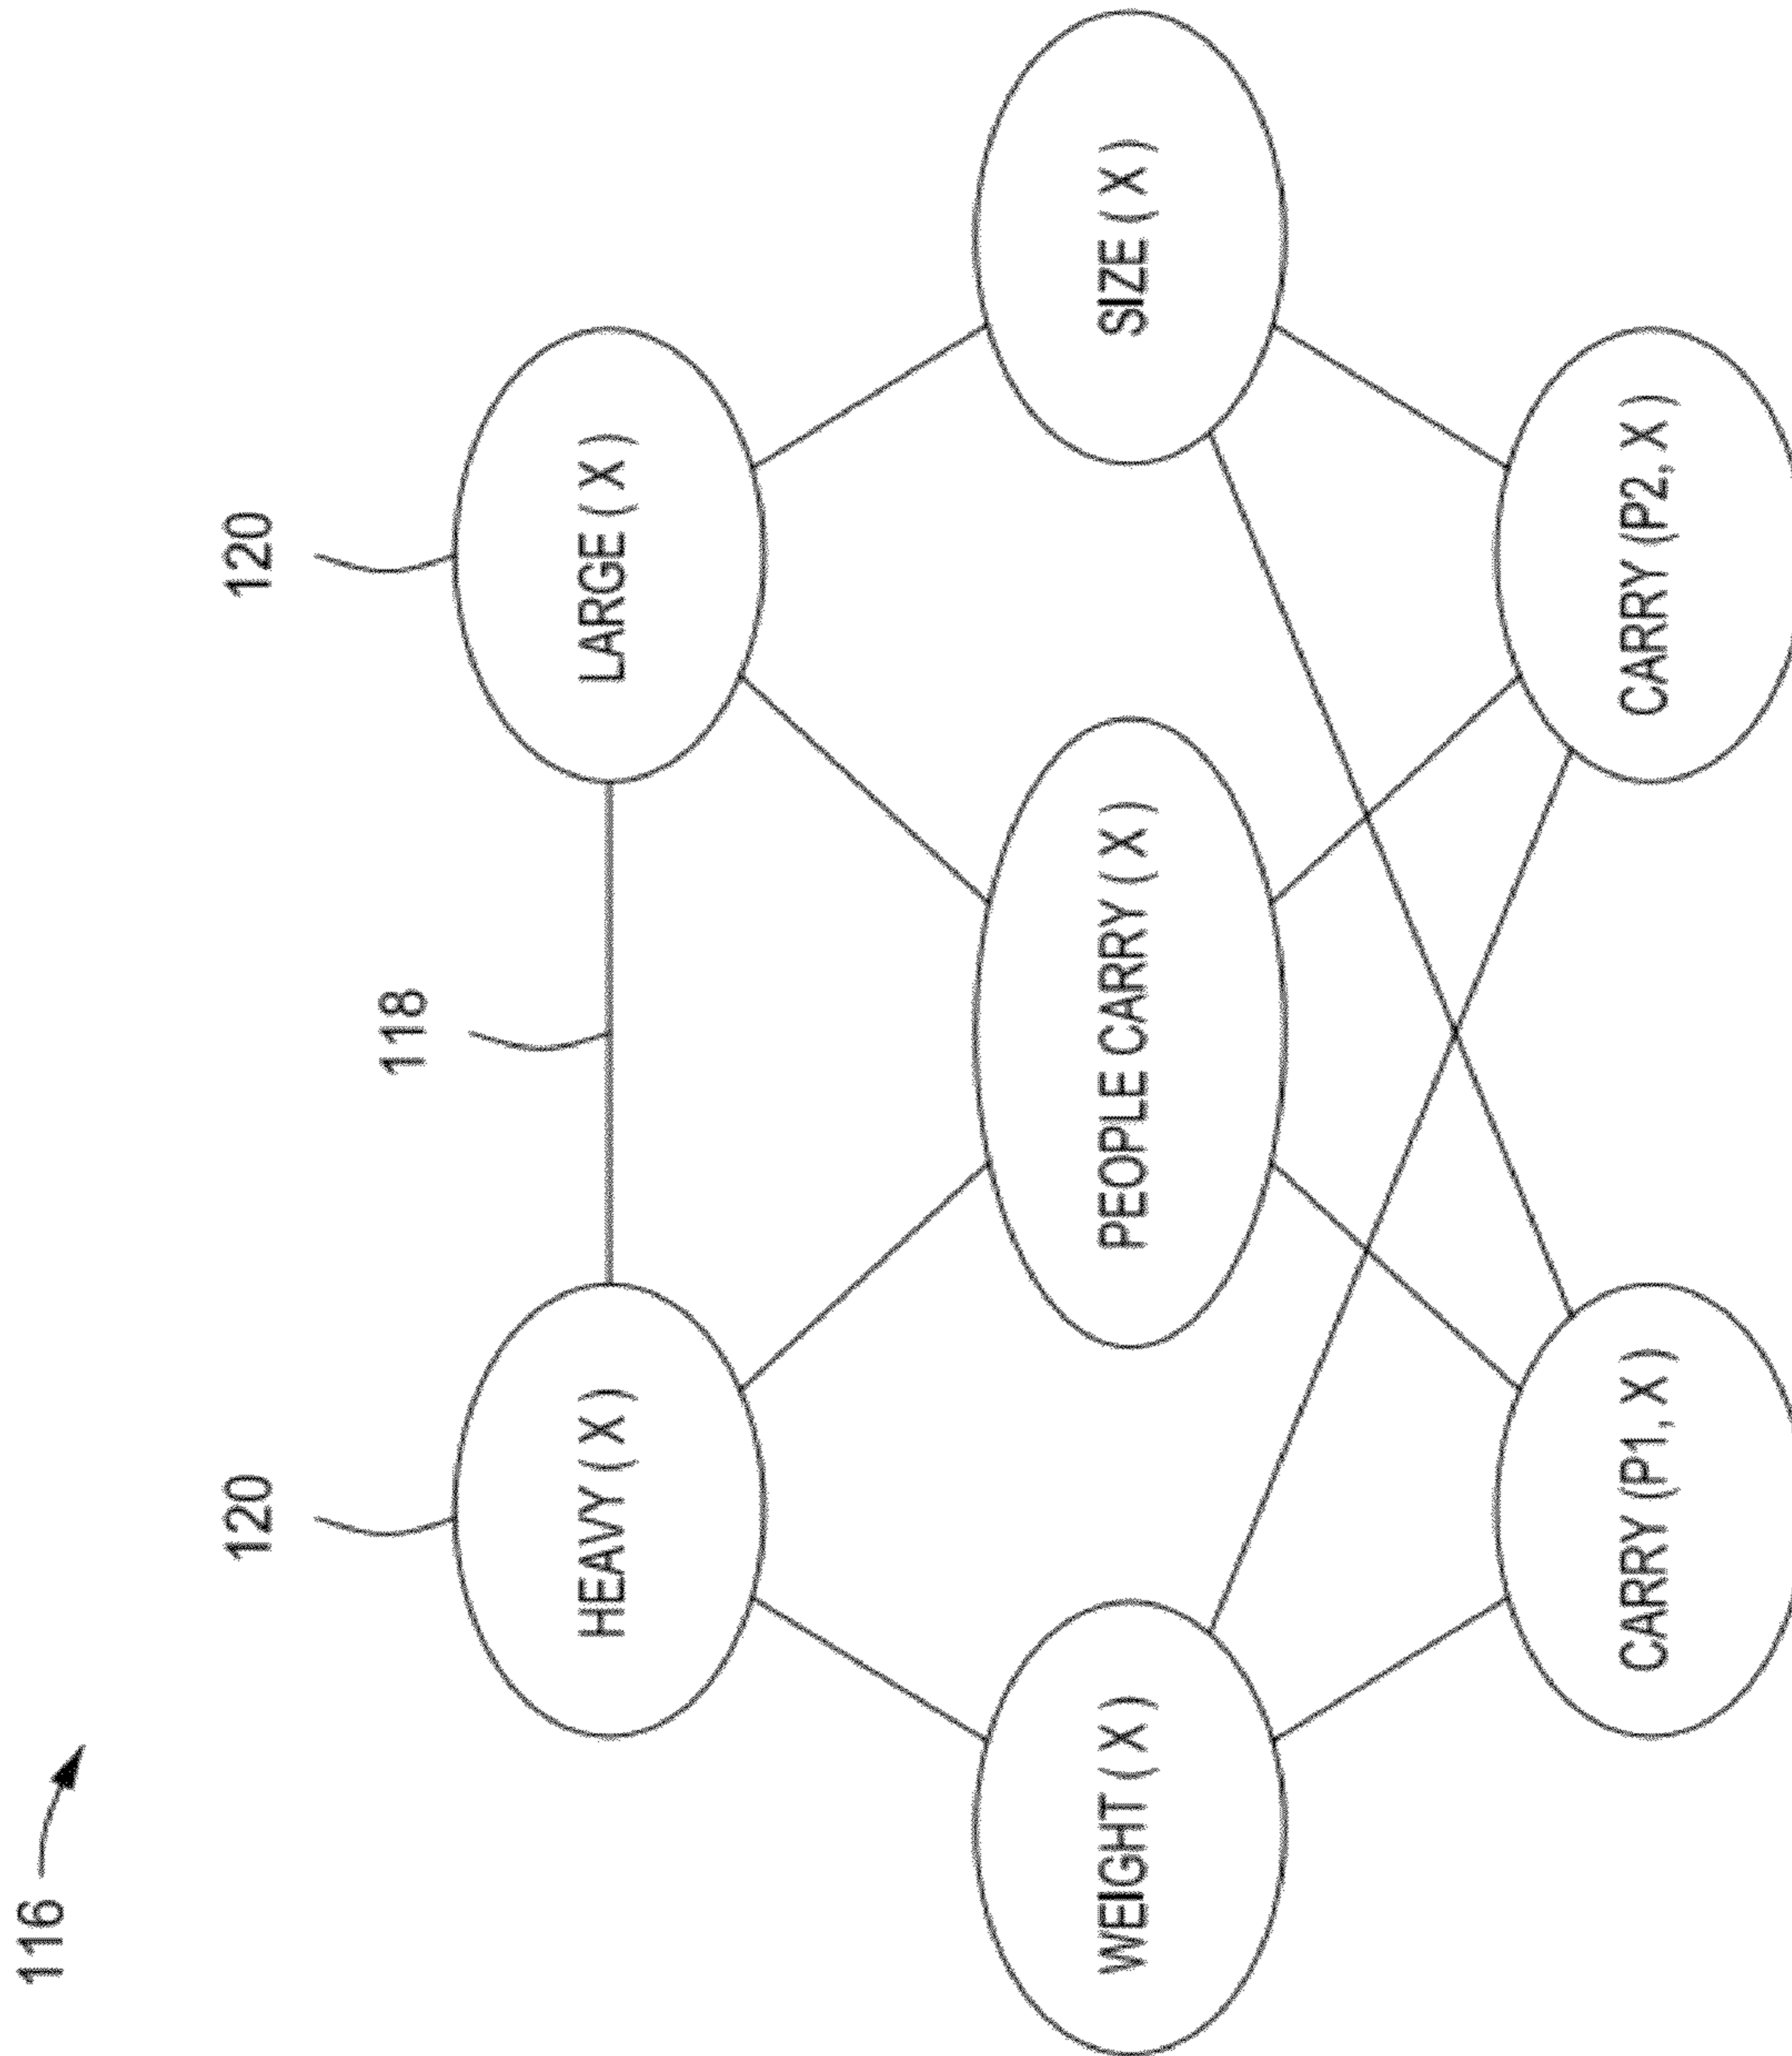 116
120
120
118
HEAVY ( X )
LARGE ( X )
WEIGHT ( X )
PEOPLE CARRY ( X )
SIZE ( X )
CARRY (P1, X )
CARRY (P2, X )